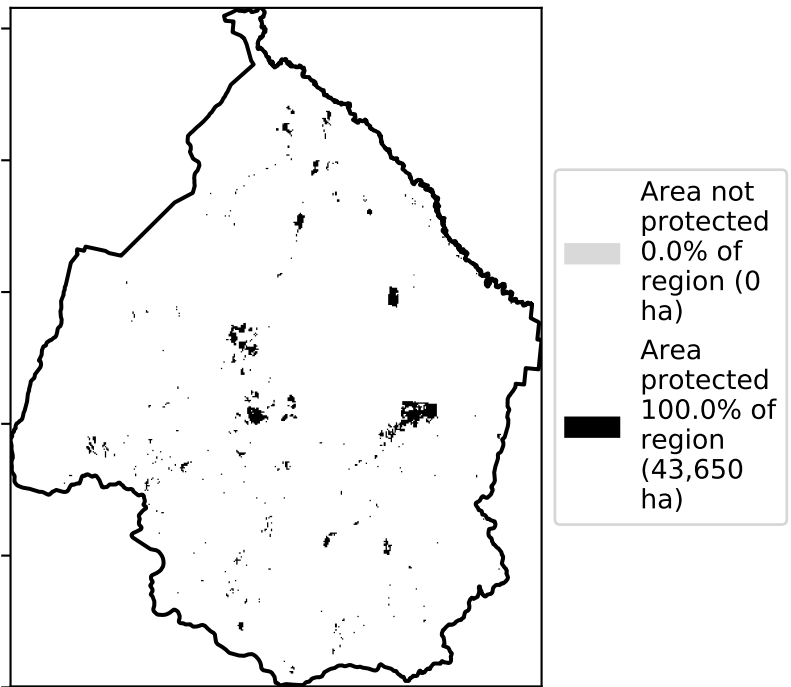 Area not
protected
0.0% of
region (0
ha)
Area
protected
100.0% of
region
(43,650
ha)